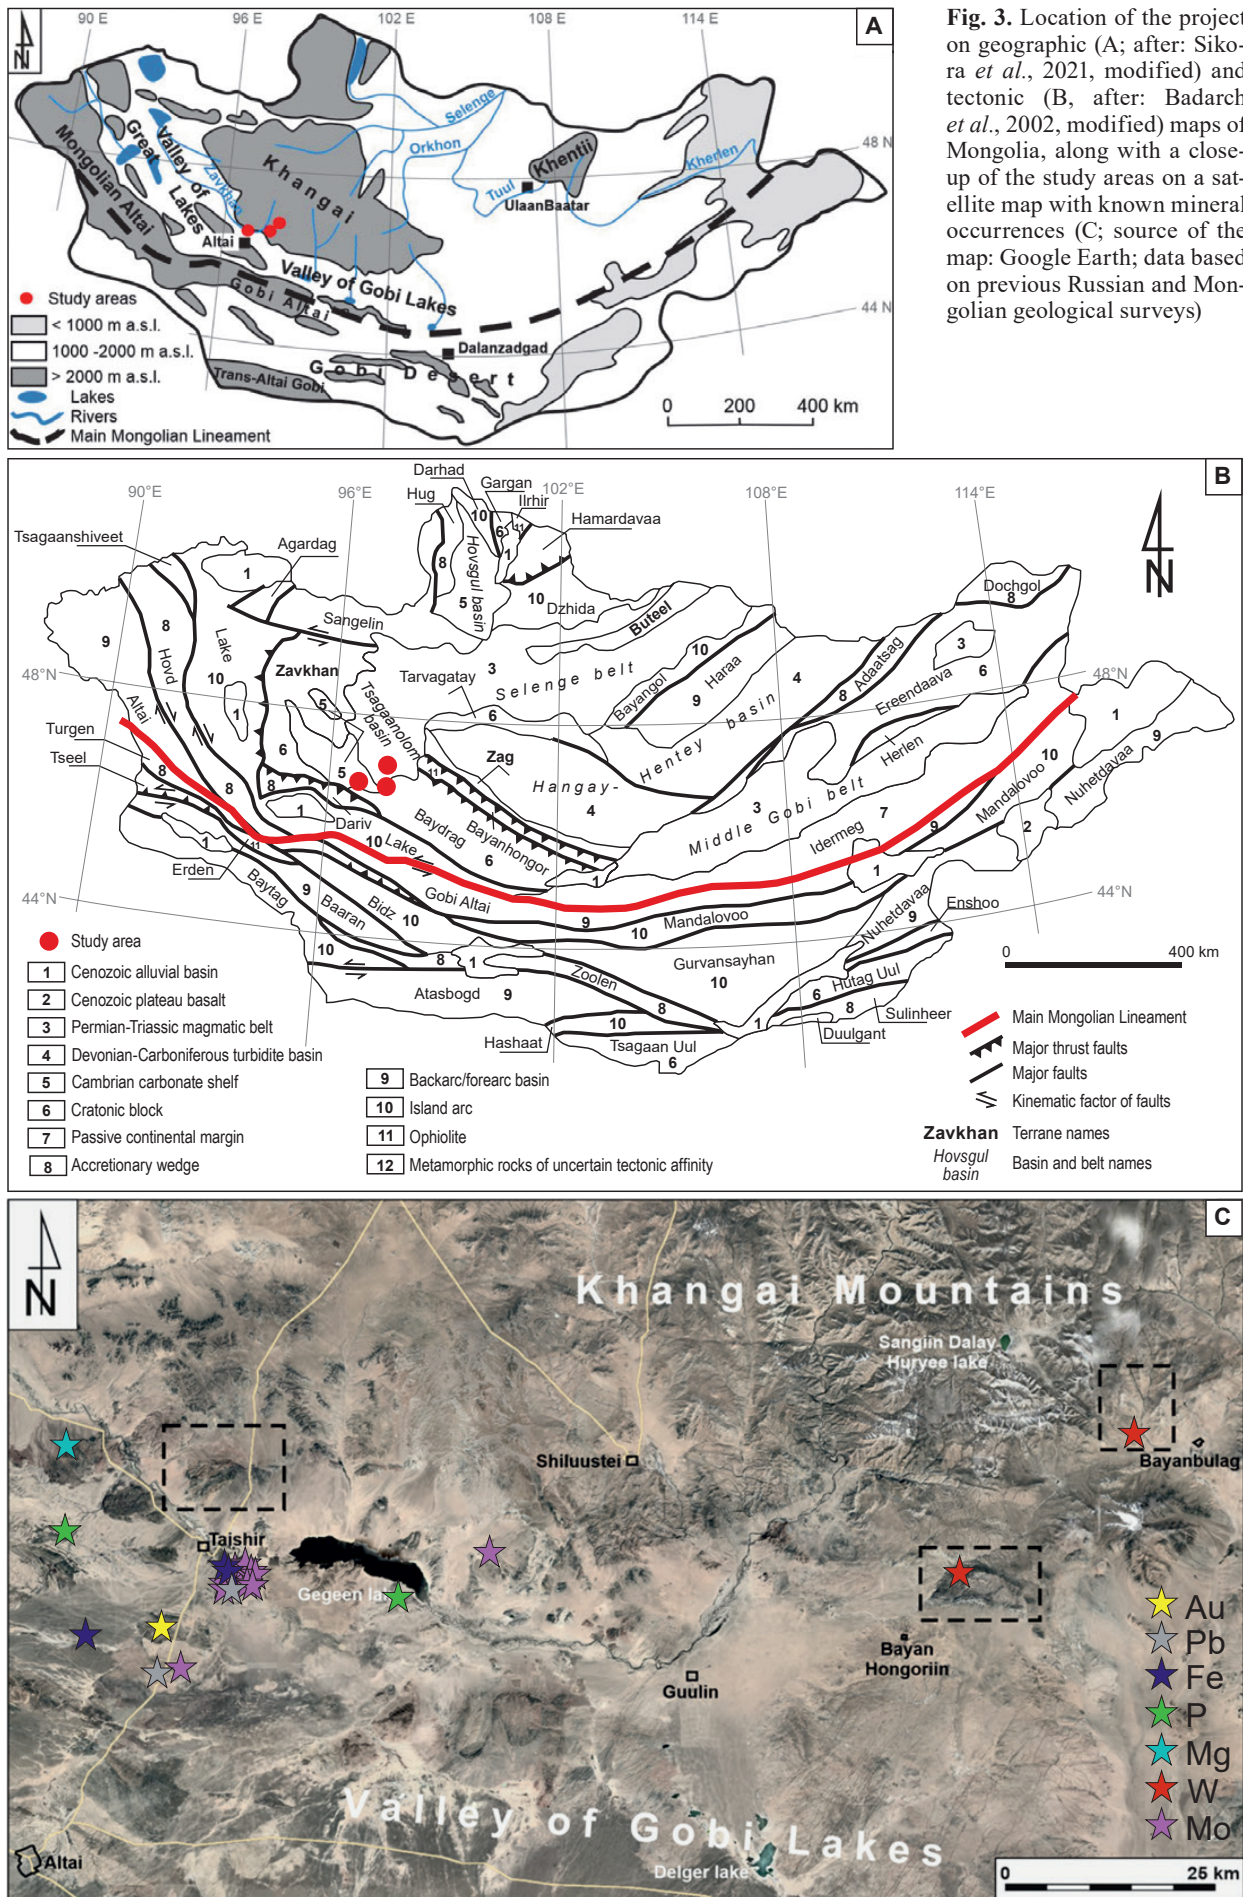 Fig. 3. Location of the project
on geographic (A; after: Siko-
ra et al., 2021, modified) and
tectonic (B, after: Badarch
et al., 2002, modified) maps of
Mongolia, along with a close-
up of the study areas on a sat-
ellite map with known mineral
occurrences (C; source of the
map: Google Earth; data based
on previous Russian and Mon-
golian geological surveys)
A
N
90 E
96 E
102 E
108 E
114 E
48 N
44 N
Mongolian Altai
Great
Valley of
Lakes
Zavkhan
Khangai
Selenge
Orkhon
Tuul
Khentii
Kherlen
UlaanBaatar
Altai
Valley of Gobi Lakes
Gobi Altai
Dalanzadgad
Gobi Desert
Trans-Altai Gobi
Study areas
< 1000 m a.s.l.
1000 -2000 m a.s.l.
> 2000 m a.s.l.
Lakes
Rivers
Main Mongolian Lineament
0 200 400 km
B
N
90°E
96°E
102°E
108°E
114°E
48°N
48°N
44°N
44°N
Darhad
Gargan
Hug
Ilrhir
Hamardavaa
Tsagaanshiveet
Agardag
Hovsgul basin
Dzhida
Buteel
Dochgol
Sangelin
Lake
Hovd
Altai
Zavkhan
Tsagaanolom
basin
Tarvagatay
Selenge belt
Bayangol
Haraa
Hentey basin
Adaatsag
Ereendaava
Herlen
Turgen
Tseel
Zag
Hangay-
Middle Gobi belt
Idermeg
Mandalovoo
Nuhetdavaa
Dariv
Lake
Baydrag
Bayanhongor
Erden
Baytag
Baaran
Bidz
Gobi Altai
Mandalovoo
Nuhetdavaa
Enshoo
Gurvansayhan
Zoolen
Atasbogd
Hutag Uul
Sulinheer
Duulgant
Hashaat
Tsagaan Uul
0 400 km
Study area
1 Cenozoic alluvial basin
2 Cenozoic plateau basalt
3 Permian-Triassic magmatic belt
4 Devonian-Carboniferous turbidite basin
5 Cambrian carbonate shelf
6 Cratonic block
7 Passive continental margin
8 Accretionary wedge
9 Backarc/forearc basin
10 Island arc
11 Ophiolite
12 Metamorphic rocks of uncertain tectonic affinity
Main Mongolian Lineament
Major thrust faults
Major faults
Kinematic factor of faults
Zavkhan Terrane names
Hovsgul
basin
Basin and belt names
C
N
Khangai Mountains
Sangiin Dalay
Huryee lake
Shiluustei
Bayanbulag
Taishir
Gegeen la
Bayan
Hongoriin
Guulin
Valley of Gobi Lakes
Delger lake
Altai
Au
Pb
Fe
P
Mg
W
Mo
0 25 km